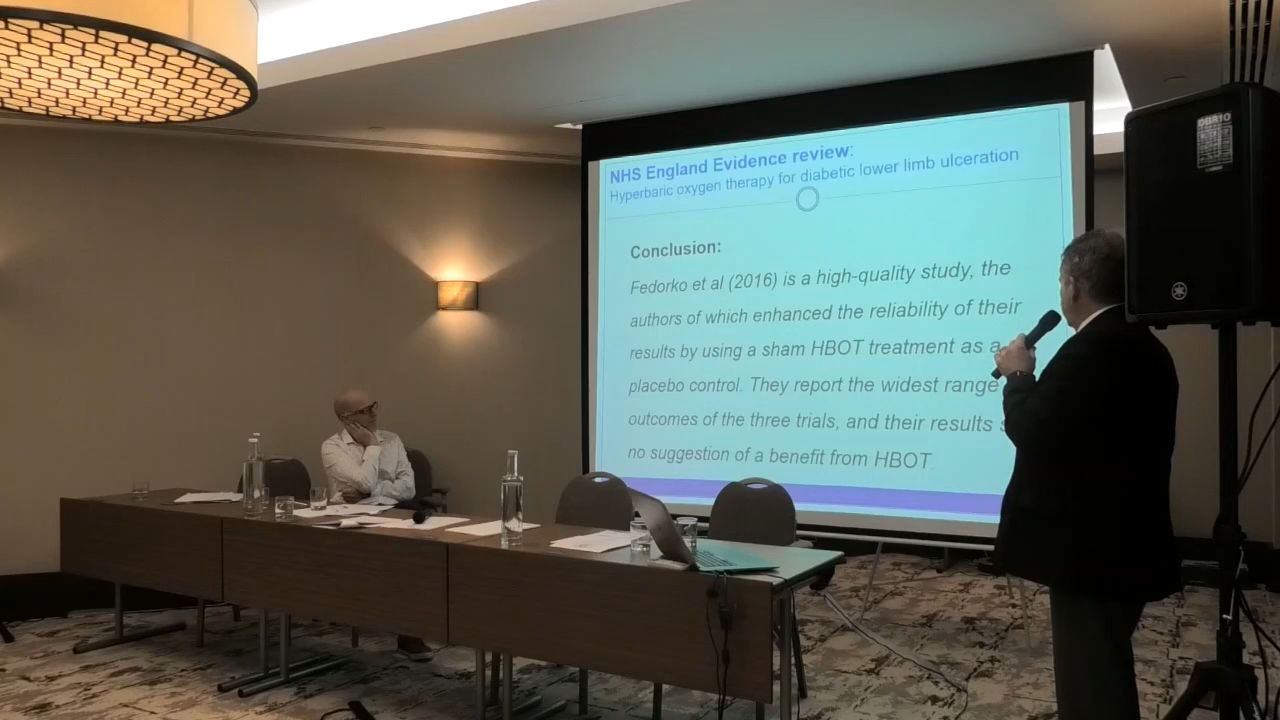 NHS England Evidence review:
Hyperbaric oxygen therapy for diabetic lower limb ulceration
Conclusion:
Fedorko et al (2016) is a high-quality study, the
authors of which enhanced the reliability of their
results by using a sham HBOT treatment as a
placebo control. They report the widest range
outcomes of the three trials, and their results
no suggestion of a benefit from HBOT
DBR10